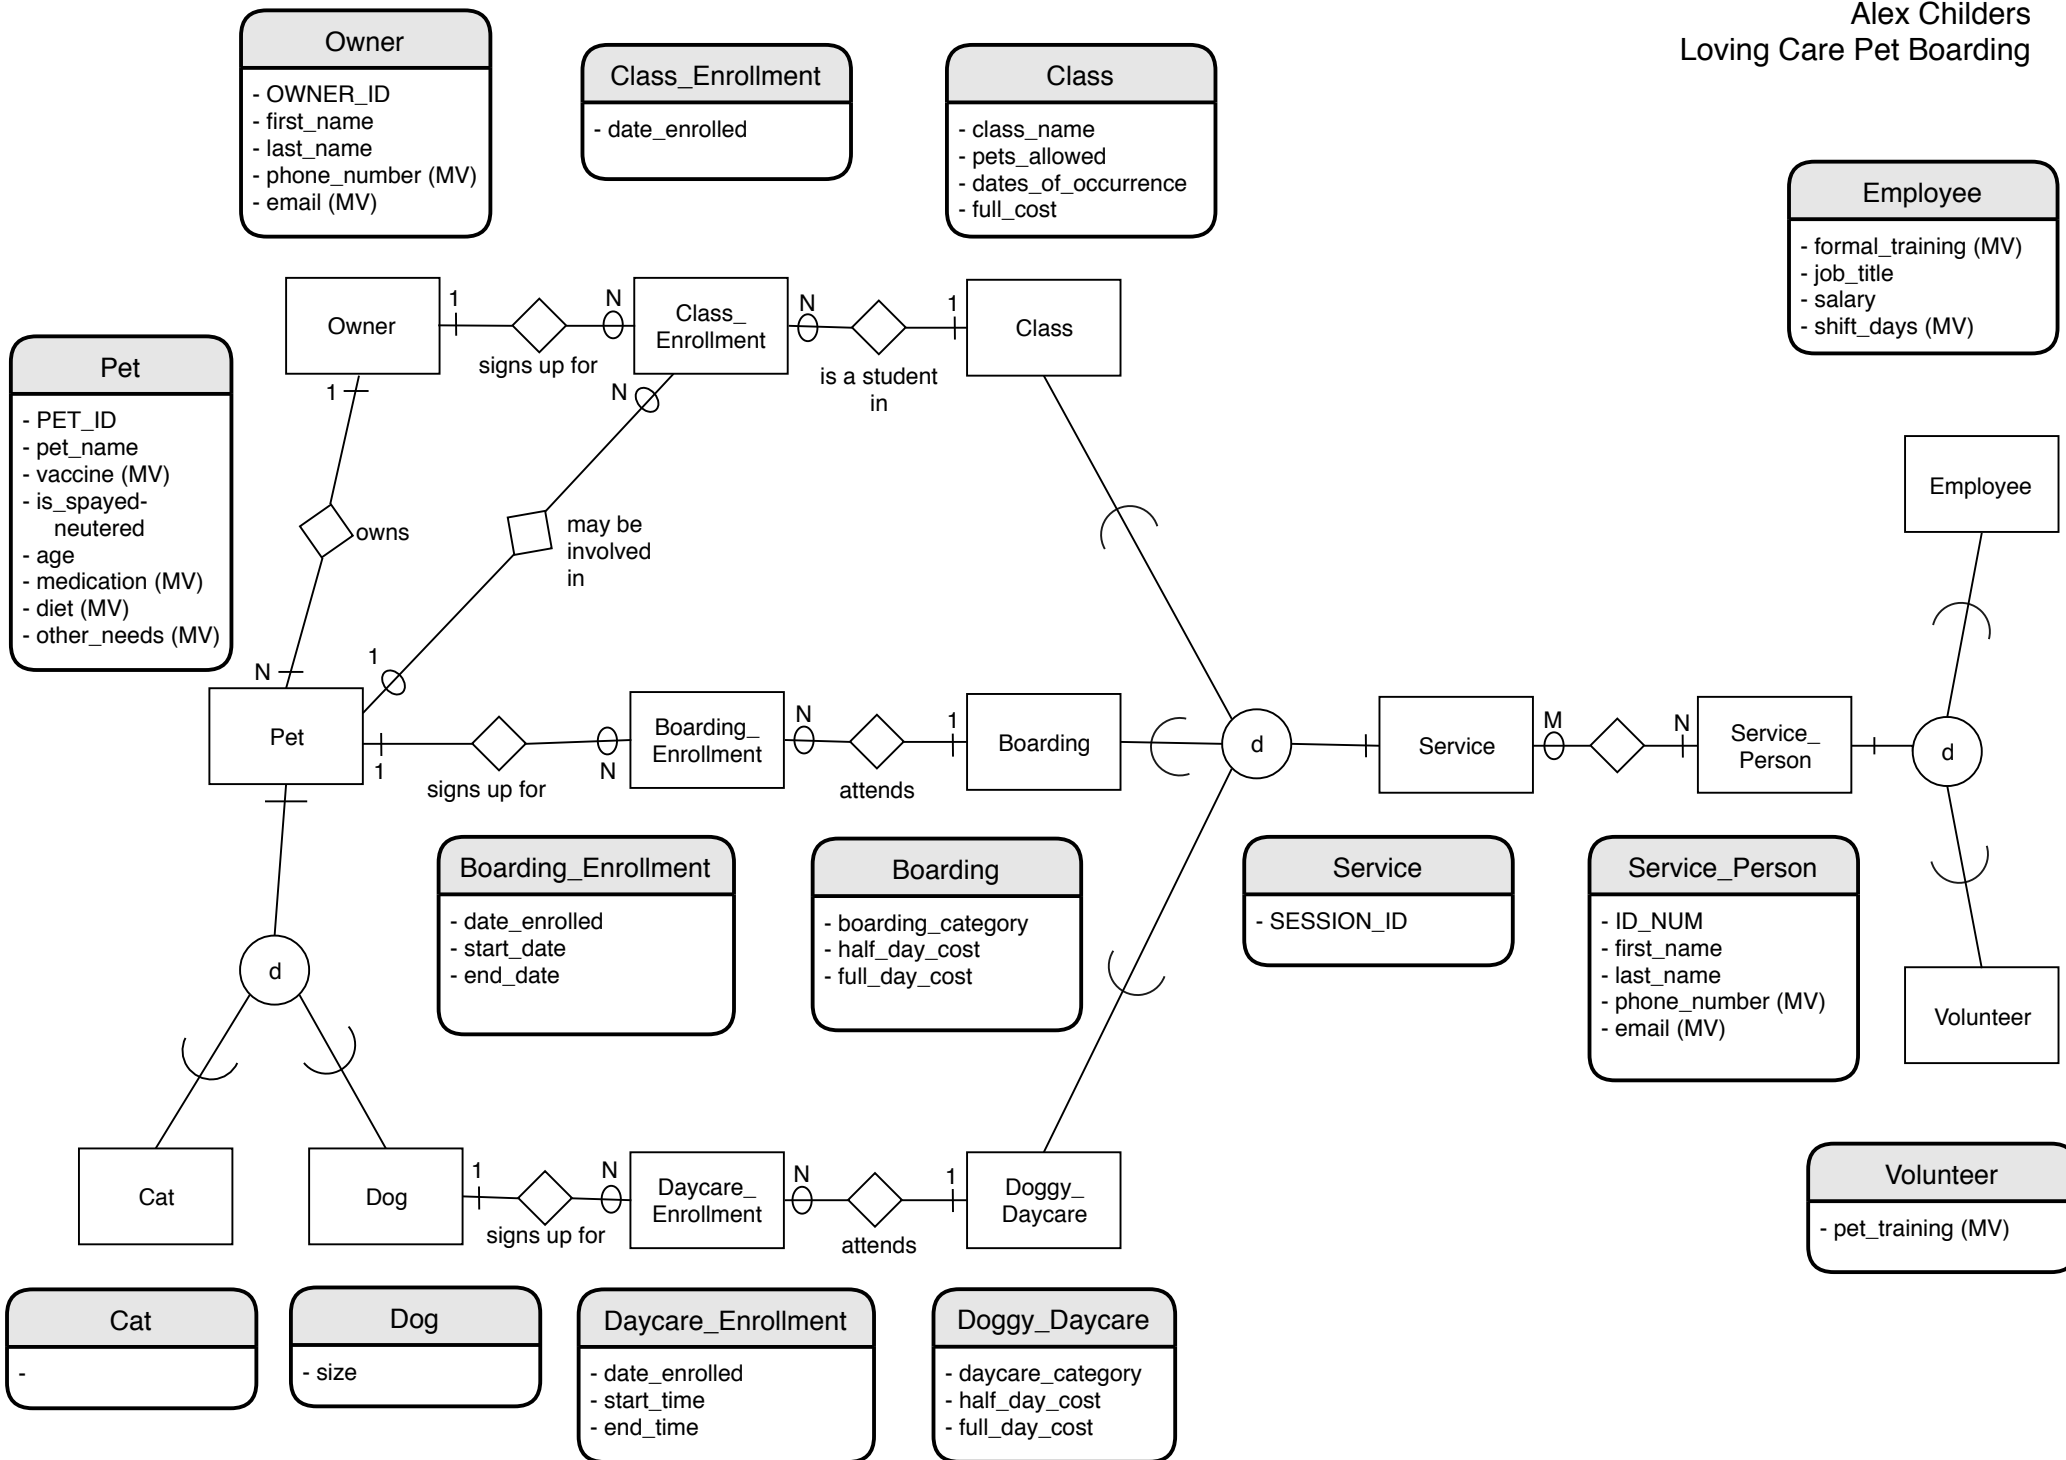 Alex Childers
Loving Care Pet Boarding
Owner
- OWNER_ID
- first_name
- last_name
- phone_number (MV)
- email (MV)
Class_Enrollment
- date_enrolled
Class
- class_name
- pets_allowed
- dates_of_occurrence
- full_cost
Employee
- formal_training (MV)
- job_title
- salary
- shift_days (MV)
Pet
- PET_ID
- pet_name
- vaccine (MV)
- is_spayed-
neutered
- age
- medication (MV)
- diet (MV)
- other_needs (MV)
Owner
1
signs up for
N
Class_
Enrollment
N
is a student
in
1
Class
1
owns
N
N
may be
involved
in
1
Employee
Pet
1
signs up for
N
Boarding_
Enrollment
N
attends
1
Boarding
d
Service
M
N
Service_
Person
d
Boarding_Enrollment
- date_enrolled
- start_date
- end_date
Boarding
- boarding_category
- half_day_cost
- full_day_cost
Service
- SESSION_ID
Service_Person
- ID_NUM
- first_name
- last_name
- phone_number (MV)
- email (MV)
Volunteer
d
Cat
Dog
1
signs up for
N
Daycare_
Enrollment
N
attends
1
Doggy_
Daycare
Volunteer
- pet_training (MV)
Cat
-
Dog
- size
Daycare_Enrollment
- date_enrolled
- start_time
- end_time
Doggy_Daycare
- daycare_category
- half_day_cost
- full_day_cost